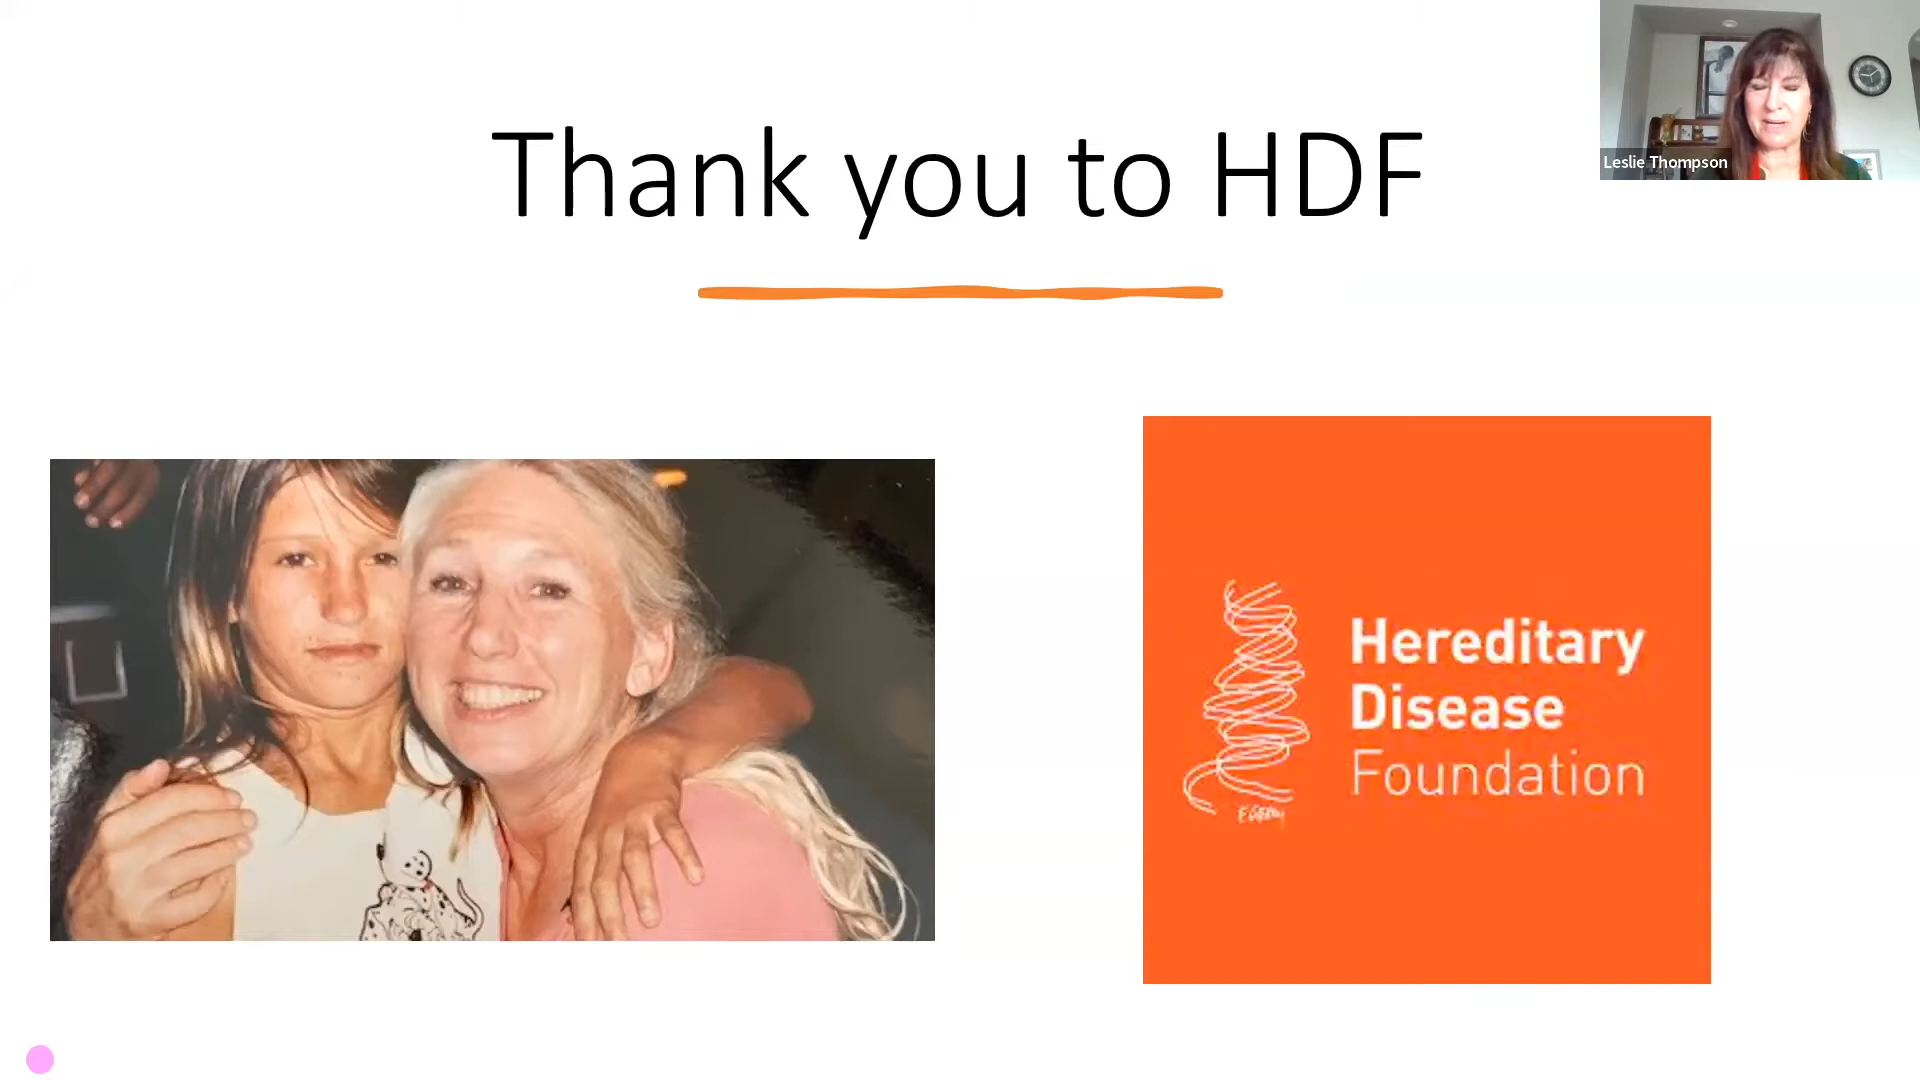 Thank you to HDF
Leslie Thompson
Hereditary
Disease
Foundation